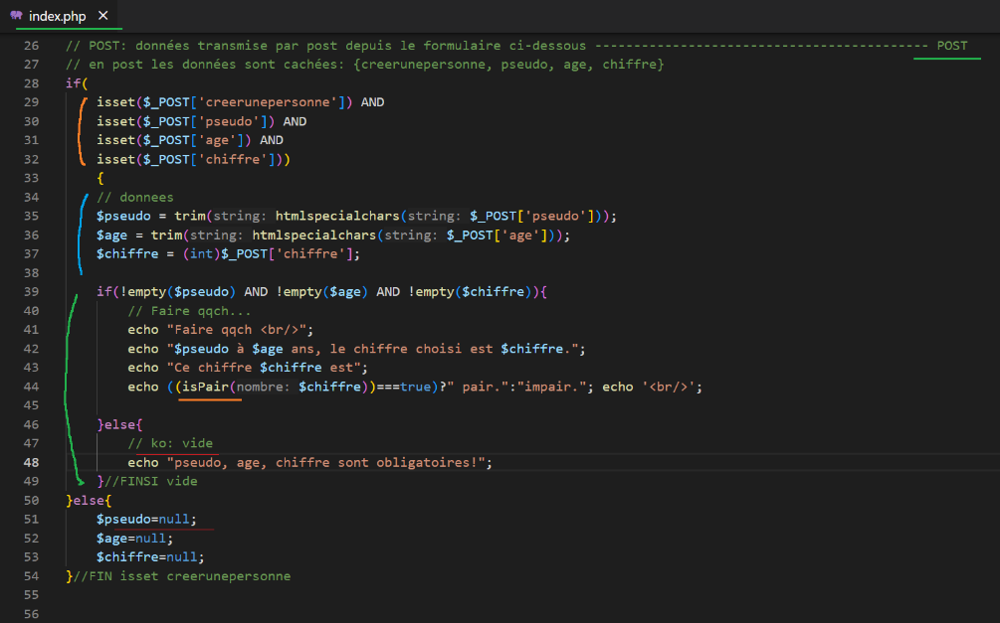 index.php ×
26 // POST: données transmise par post depuis le formulaire ci-dessous ------------------------------------------- POST
27 // en post les données sont cachées: {creerunepersonne, pseudo, age, chiffre}
28 if(
29 isset($_POST['creerunepersonne']) AND
30 isset($_POST['pseudo']) AND
31 isset($_POST['age']) AND
32 isset($_POST['chiffre']))
33 {
34 // donnees
35 $pseudo = trim(string: htmlspecialchars(string: $_POST['pseudo']));
36 $age = trim(string: htmlspecialchars(string: $_POST['age']));
37 $chiffre = (int)$_POST['chiffre'];
38
39 if(!empty($pseudo) AND !empty($age) AND !empty($chiffre)){
40 // Faire qqch...
41 echo "Faire qqch <br/>";
42 echo "$pseudo à $age ans, le chiffre choisi est $chiffre.";
43 echo "Ce chiffre $chiffre est";
44 echo ((isPair(nombre: $chiffre))===true)?" pair.":"impair."; echo '<br/>';
45
46 }else{
47 // ko: vide
48 echo "pseudo, age, chiffre sont obligatoires!";
49 }//FINSI vide
50 }else{
51 $pseudo=null;
52 $age=null;
53 $chiffre=null;
54 }//FIN isset creerunepersonne
55
56